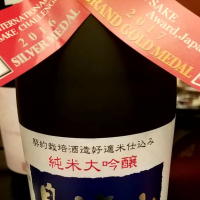 INTERNATIONAL
SAKE CHALLENGE
2016
SILVER MEDAL
SAKE
Award, Japan
2017
GRAND GOLD MEDAL
契約栽培酒造好適米仕込み
純米大吟醸